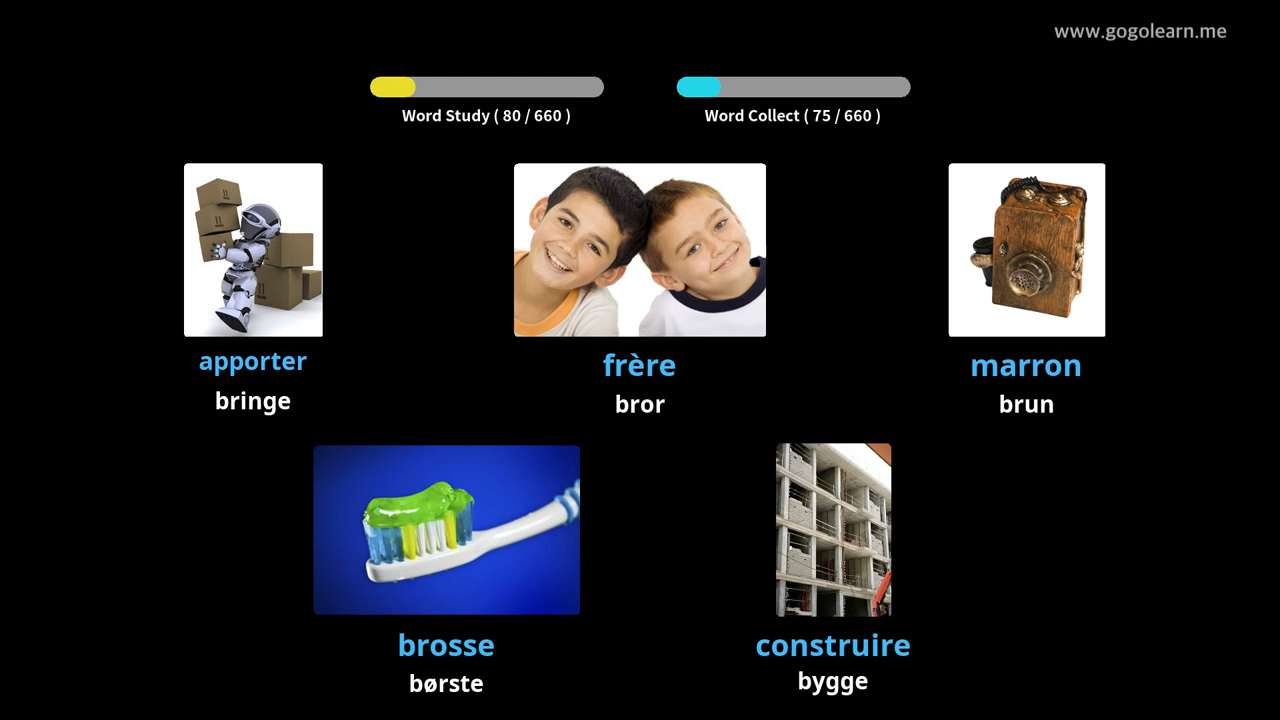 www.gogolearn.me
Word Study ( 80 / 660 )
Word Collect ( 75 / 660 )
apporter
bringe
frère
bror
marron
brun
brosse
børste
construire
bygge